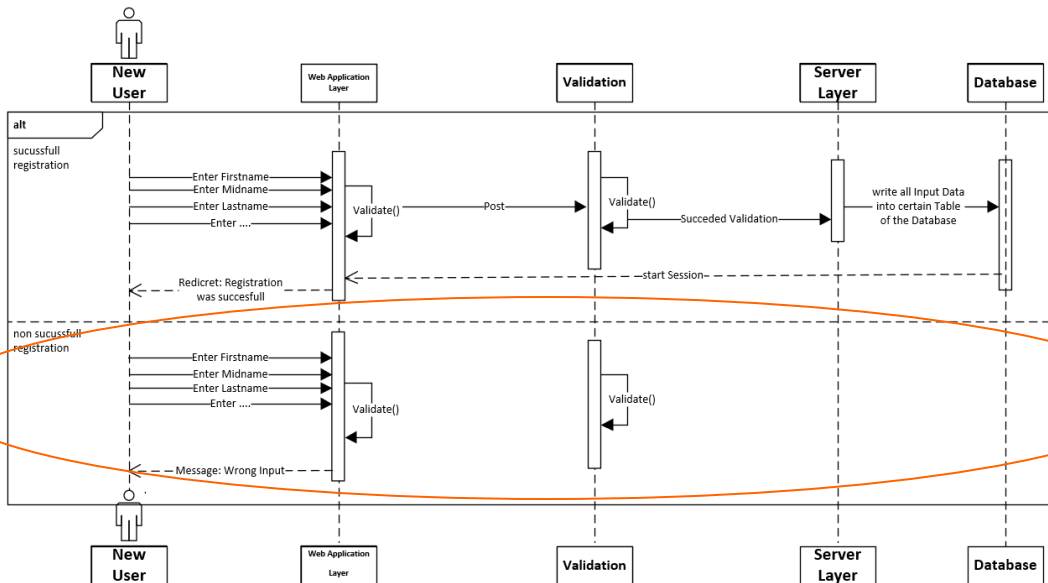 New
User
Web Application
Layer
Validation
Server
Layer
Database
alt
sucussfull
registration
Enter Firstname
Enter Midname
Enter Lastname
Enter ....
Validate()
Post
Validate()
Succeded Validation
write all Input Data
into certain Table
of the Database
start Session
Redicret: Registration
was succesfull
non sucussfull
registration
Enter Firstname
Enter Midname
Enter Lastname
Enter ....
Validate()
Validate()
Message: Wrong Input
New
User
Web Application
Layer
Validation
Server
Layer
Database